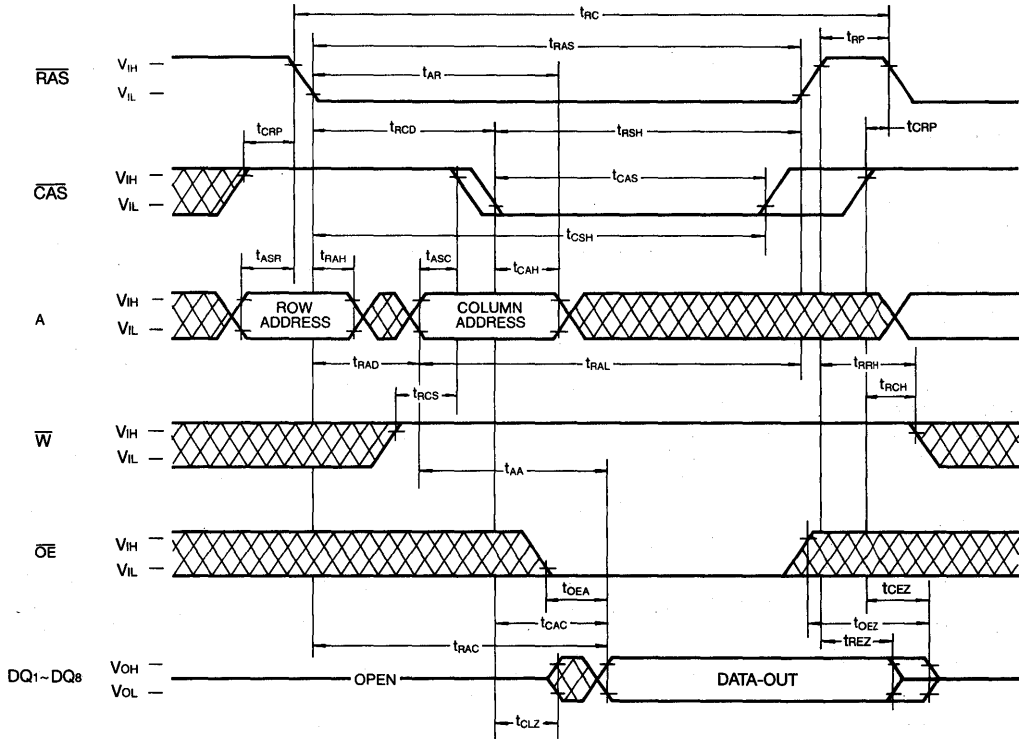 tRC
tRP
tRAS
tAR
RAS VIH
VIL
tCRP tRCD tRSH tCRP
CAS VIH
VIL
tCAS
tCSH
tASR tRAH tASC tCAH
A VIH
VIL
ROW ADDRESS
COLUMN ADDRESS
tRAD tRAL tRRH
tRCS tRCH
W VIH
VIL
tAA
OE VIH
VIL
tOEA tCEZ
tCAC tOEZ
tRAC tREZ
DQ1~DQ8 VOH
VOL
OPEN DATA-OUT
tCLZ